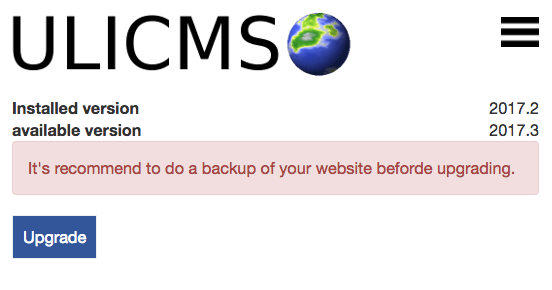 ULICMS
Installed version 2017.2
available version 2017.3
It's recommend to do a backup of your website beforde upgrading.
Upgrade